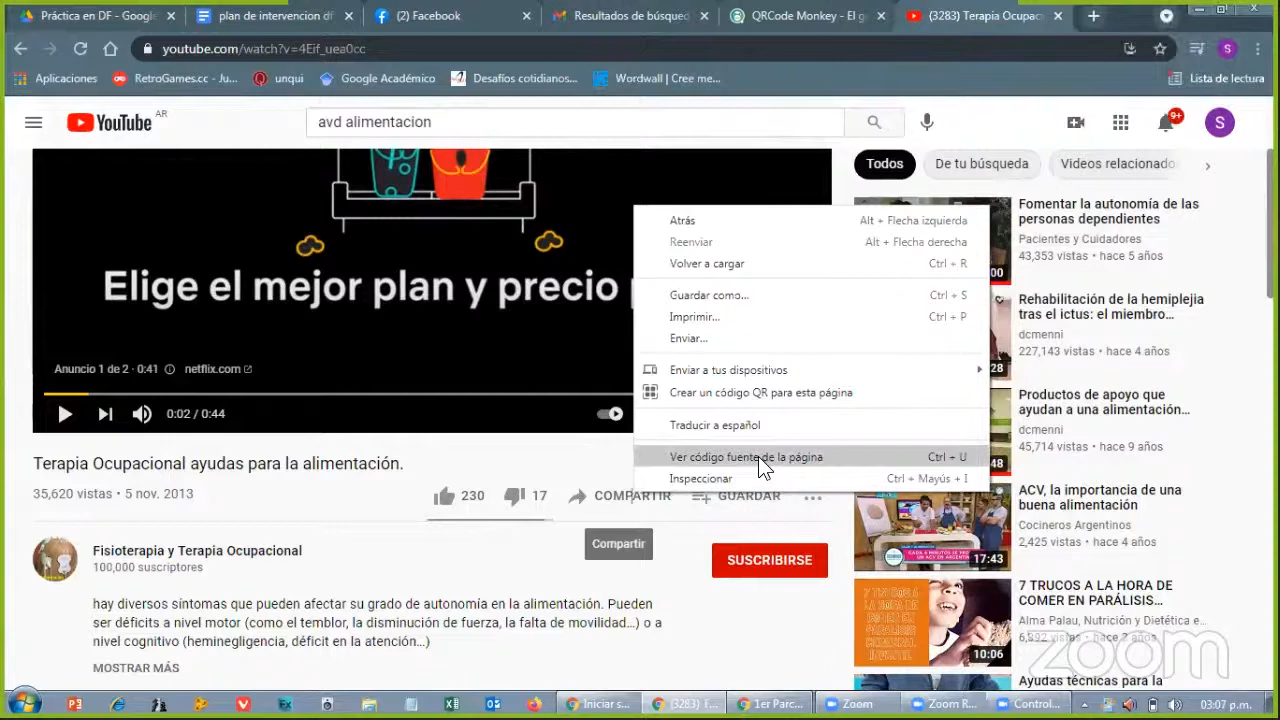 Práctica en DF - Google
plan de intervencion df
(2) Facebook
Resultados de búsqued
QRCode Monkey - El g
(3283) Terapia Ocupac
youtube.com/watch?v=4Eif_uea0cc
S
Aplicaciones
RetroGames.cc - Ju...
unqui
Google Académico
Desafíos cotidianos...
Wordwall | Cree me...
Lista de lectura
YouTube AR
avd alimentacion
9+
S
Todos
De tu búsqueda
Videos relacionado
Elige el mejor plan y precio p
Anuncio 1 de 2 · 0:41
netflix.com
0:02 / 0:44
Atrás Alt + Flecha izquierda
Reenviar Alt + Flecha derecha
Volver a cargar Ctrl + R
Guardar como... Ctrl + S
Imprimir... Ctrl + P
Enviar...
Enviar a tus dispositivos
Crear un código QR para esta página
Traducir a español
Ver código fuente de la página Ctrl + U
Inspeccionar Ctrl + Mayús + I
Terapia Ocupacional ayudas para la alimentación.
35,620 vistas • 5 nov. 2013
230
17
COMPARTIR
GUARDAR
Compartir
Fisioterapia y Terapia Ocupacional
100,000 suscriptores
SUSCRIBIRSE
hay diversos síntomas que pueden afectar su grado de autonomía en la alimentación. Pueden
ser déficits a nivel motor (como el temblor, la disminución de fuerza, la falta de movilidad...) o a
nivel cognitivo (heminegligencia, déficit en la atención...)
MOSTRAR MÁS
:00
Fomentar la autonomía de las
personas dependientes
Pacientes y Cuidadores
43,353 vistas • hace 5 años
:28
Rehabilitación de la hemiplejia
tras el ictus: el miembro...
dcmenni
227,143 vistas • hace 4 años
:48
Productos de apoyo que
ayudan a una alimentación...
dcmenni
45,714 vistas • hace 9 años
17:43
ACV, la importancia de una
buena alimentación
Cocineros Argentinos
2,425 vistas • hace 4 años
10:06
7 TRUCOS A LA HORA DE
COMER EN PARÁLISIS...
Alma Palau, Nutrición y Dietética e...
6,892 vistas • hace 2 años
Ayudas técnicas para la
zoom
Iniciar s...
(3283) T...
1er Parc...
Zoom
Zoom R...
Control...
03:07 p.m.